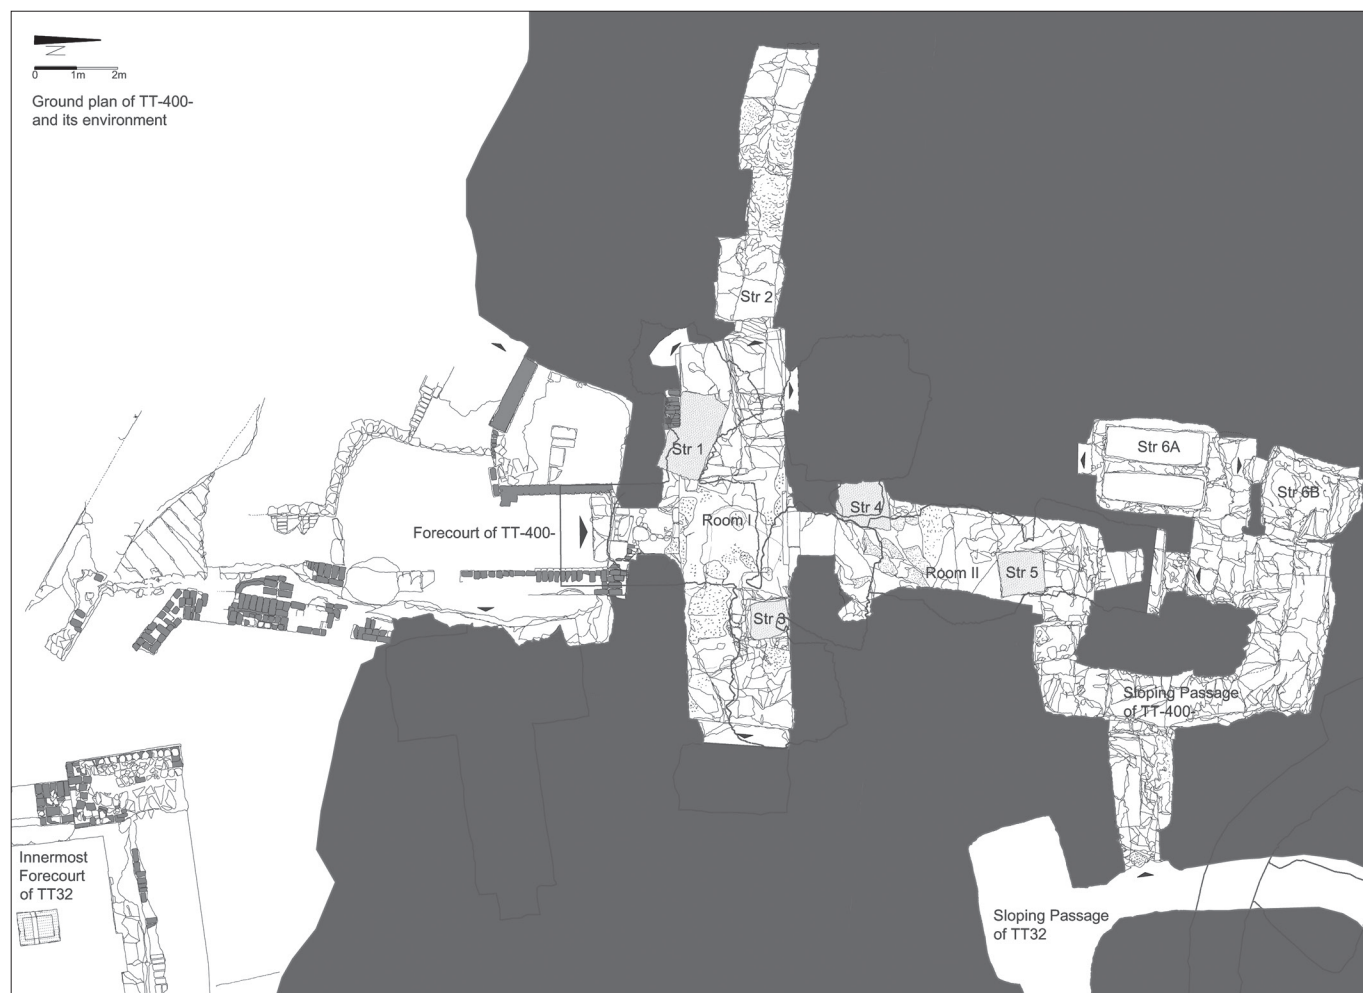 N
0 1m 2m
Ground plan of TT-400-
and its environment
Str 2
Str 1
Str 6A
Str 6B
Str 4
Room I
Forecourt of TT-400-
Room II
Str 5
Str 3
Sloping Passage
of TT-400-
Innermost
Forecourt
of TT32
Sloping Passage
of TT32